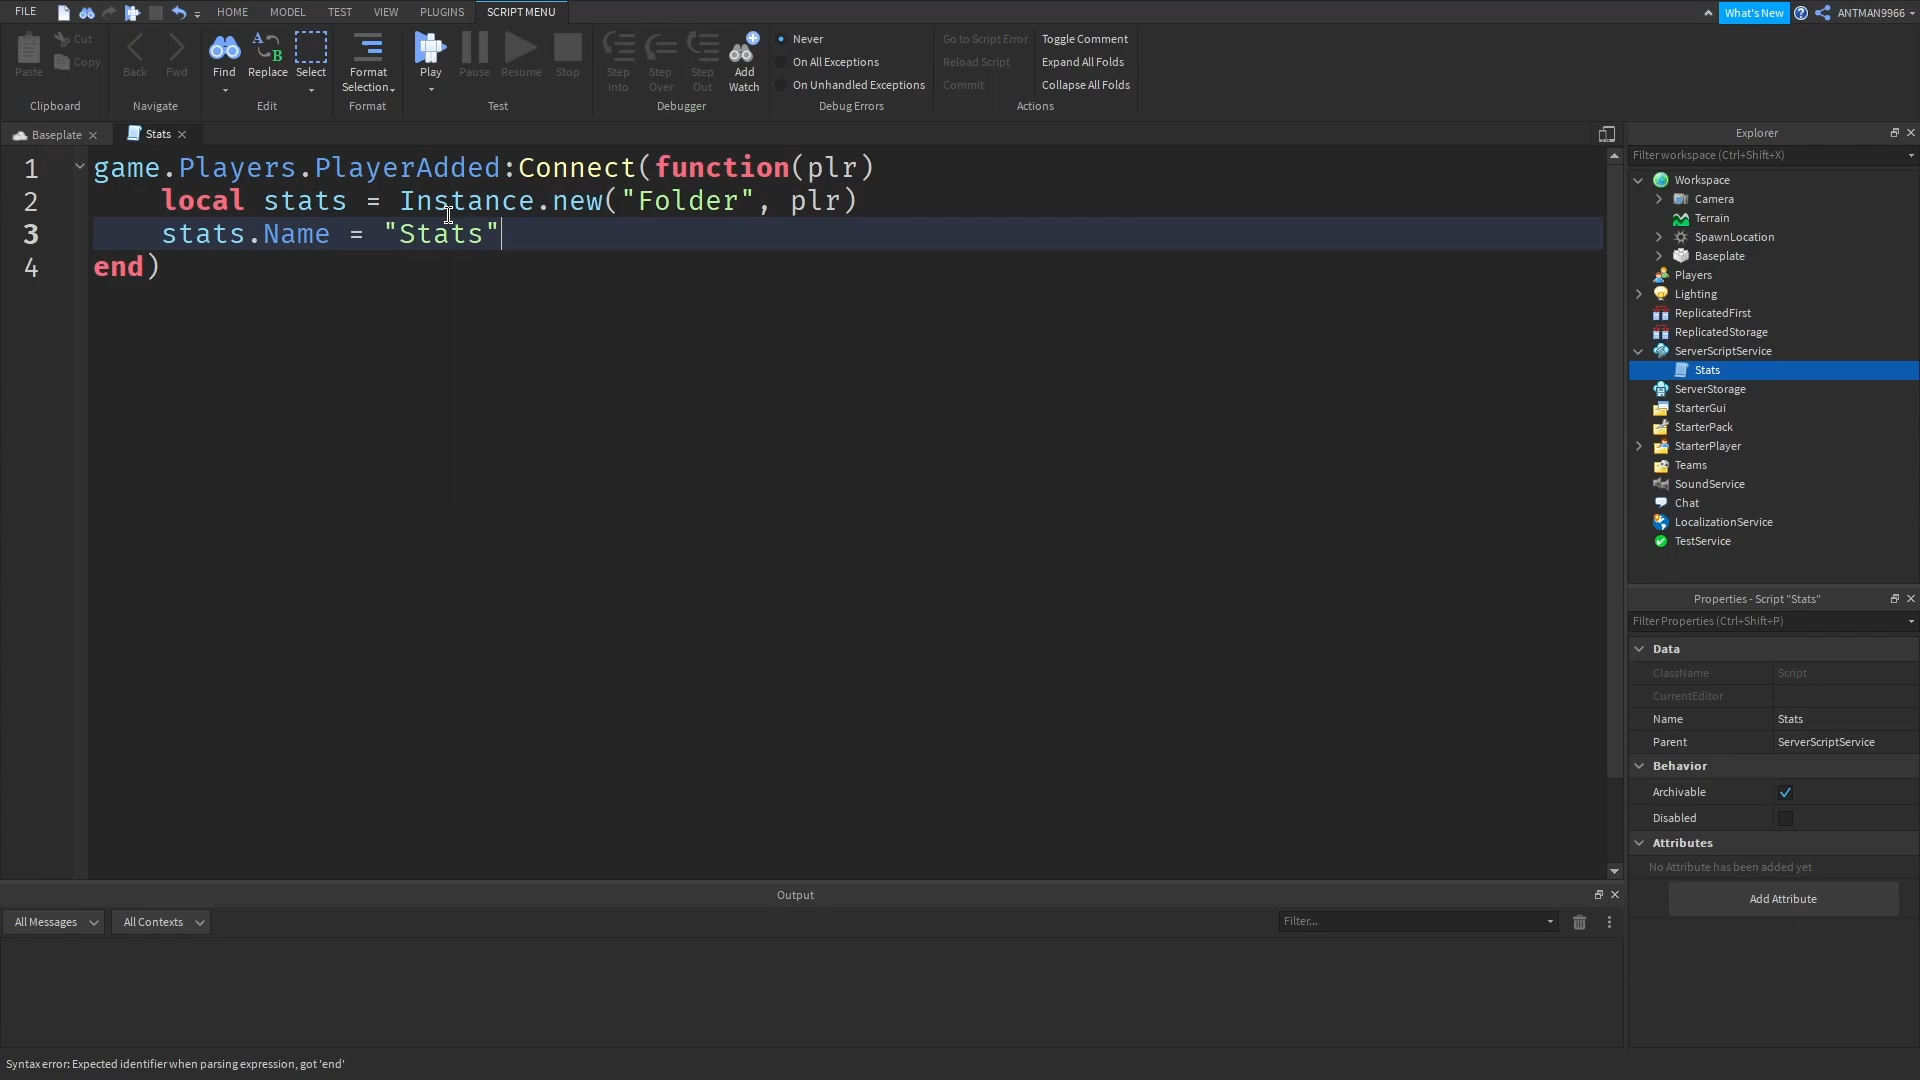 FILE HOME MODEL TEST VIEW PLUGINS SCRIPT MENU What's New ANTMAN9966
Paste Cut Copy Clipboard
Back Fwd Navigate
Find Replace Select Edit
Format Selection Format
Play Pause Resume Stop Test
Step Into Step Over Step Out Add Watch Debugger
Never
On All Exceptions
On Unhandled Exceptions
Debug Errors
Go to Script Error Toggle Comment
Reload Script Expand All Folds
Commit Collapse All Folds
Actions
Baseplate Stats
1 game.Players.PlayerAdded:Connect(function(plr)
2 local stats = Instance.new("Folder", plr)
3 stats.Name = "Stats"
4 end)
Explorer
Filter workspace (Ctrl+Shift+X)
Workspace
Camera
Terrain
SpawnLocation
Baseplate
Players
Lighting
ReplicatedFirst
ReplicatedStorage
ServerScriptService
Stats
ServerStorage
StarterGui
StarterPack
StarterPlayer
Teams
SoundService
Chat
LocalizationService
TestService
Properties - Script "Stats"
Filter Properties (Ctrl+Shift+P)
Data
ClassName Script
CurrentEditor
Name Stats
Parent ServerScriptService
Behavior
Archivable
Disabled
Attributes
No Attribute has been added yet
Add Attribute
Output
All Messages All Contexts Filter...
Syntax error: Expected identifier when parsing expression, got 'end'